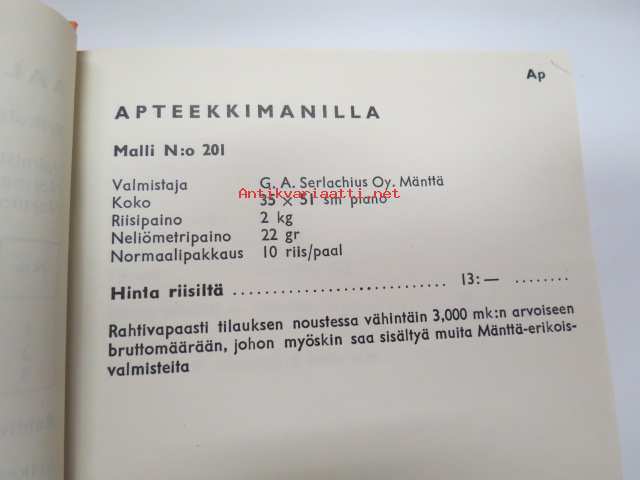 Ap
APTEEKKIMANILLA
Malli N:o 201
Valmistaja G. A. Serlachius Oy. Mänttä
Koko 35 × 51 sm plano
Riisipaino 2 kg
Neliömetripaino 22 gr
Normaalipakkaus 10 riis/paal
Hinta riisiltä .............................. 13:— ........
Rahtivapaasti tilauksen noustessa vähintäin 3,000 mk:n arvoiseen
bruttomäärään, johon myöskin saa sisältyä muita Mänttä-erikois-
valmisteita
Antikvariaatti.net